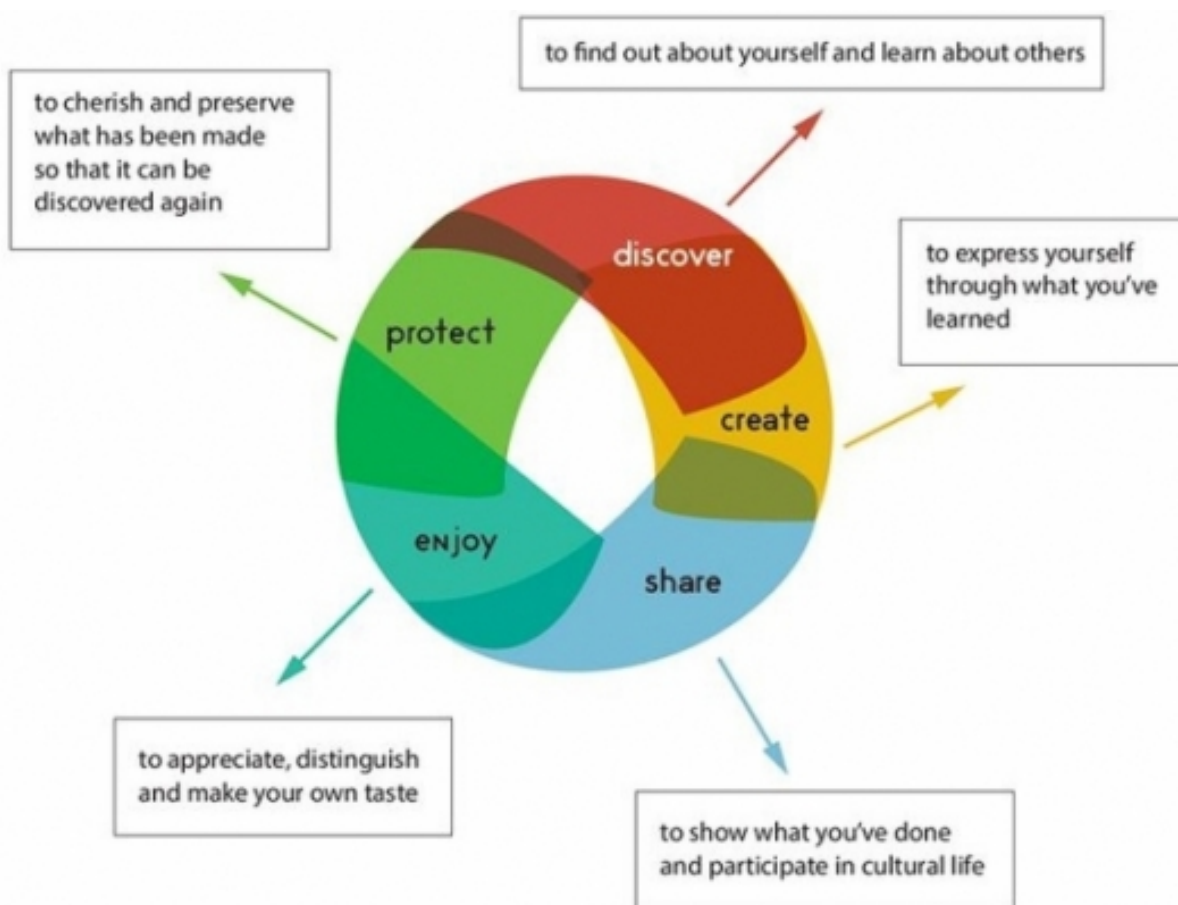 to find out about yourself and learn about others
to cherish and preserve
what has been made
so that it can be
discovered again
discover
to express yourself
through what you've
learned
protect
create
enjoy
share
to appreciate, distinguish
and make your own taste
to show what you've done
and participate in cultural life